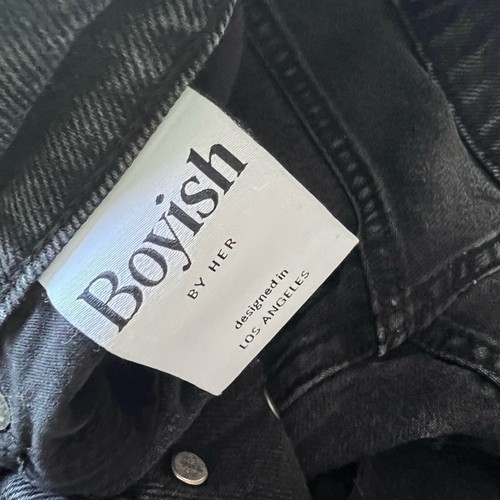 Boyish
BY HER
designed in
LOS ANGELES